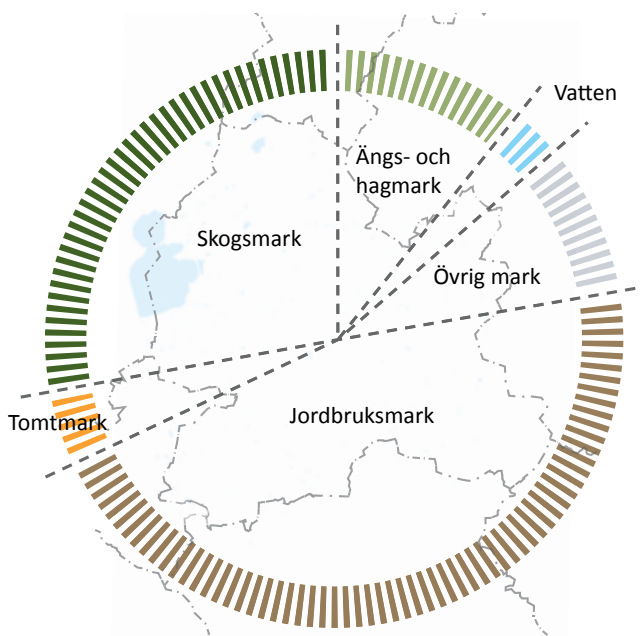 Vatten
Ängs- och
hagmark
Skogsmark
Övrig mark
Jordbruksmark
Tomtmark